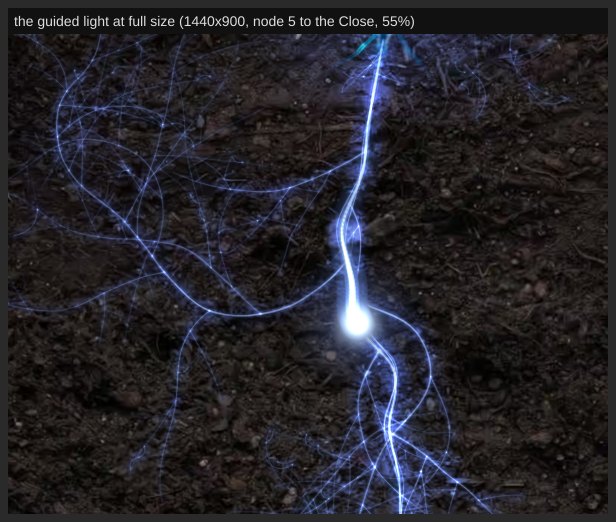 the guided light at full size (1440x900, node 5 to the Close, 55%)